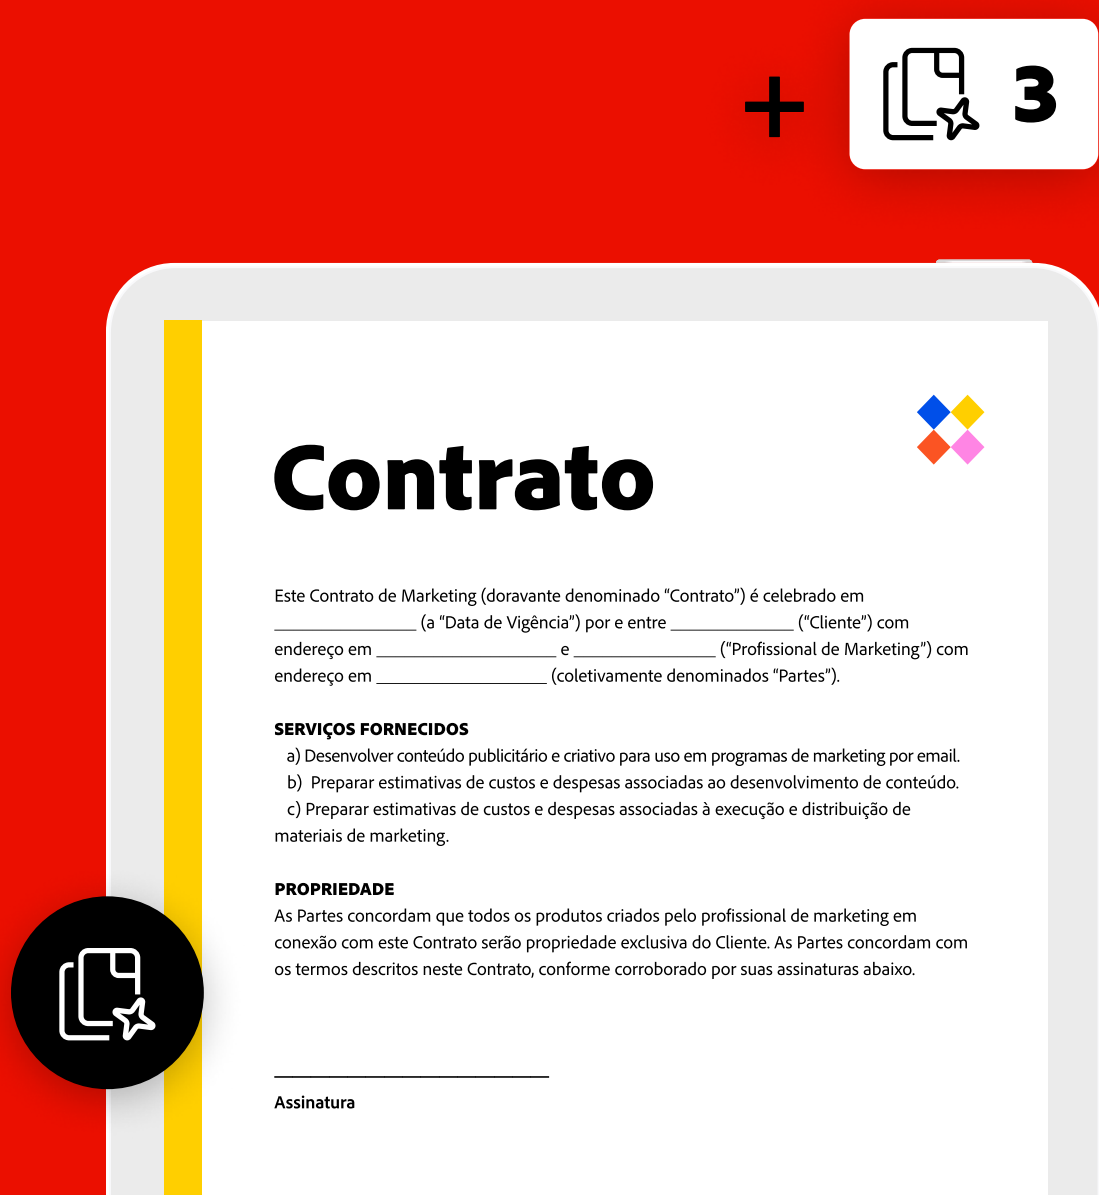 + 3
Contrato
Este Contrato de Marketing (doravante denominado “Contrato”) é celebrado em
________________ (a “Data de Vigência”) por e entre ______________ (“Cliente”) com
endereço em ____________________ e ________________ (“Profissional de Marketing”) com
endereço em ___________________ (coletivamente denominados “Partes”).
SERVIÇOS FORNECIDOS
a) Desenvolver conteúdo publicitário e criativo para uso em programas de marketing por email.
b) Preparar estimativas de custos e despesas associadas ao desenvolvimento de conteúdo.
c) Preparar estimativas de custos e despesas associadas à execução e distribuição de
materiais de marketing.
PROPRIEDADE
As Partes concordam que todos os produtos criados pelo profissional de marketing em
conexão com este Contrato serão propriedade exclusiva do Cliente. As Partes concordam com
os termos descritos neste Contrato, conforme corroborado por suas assinaturas abaixo.
Assinatura